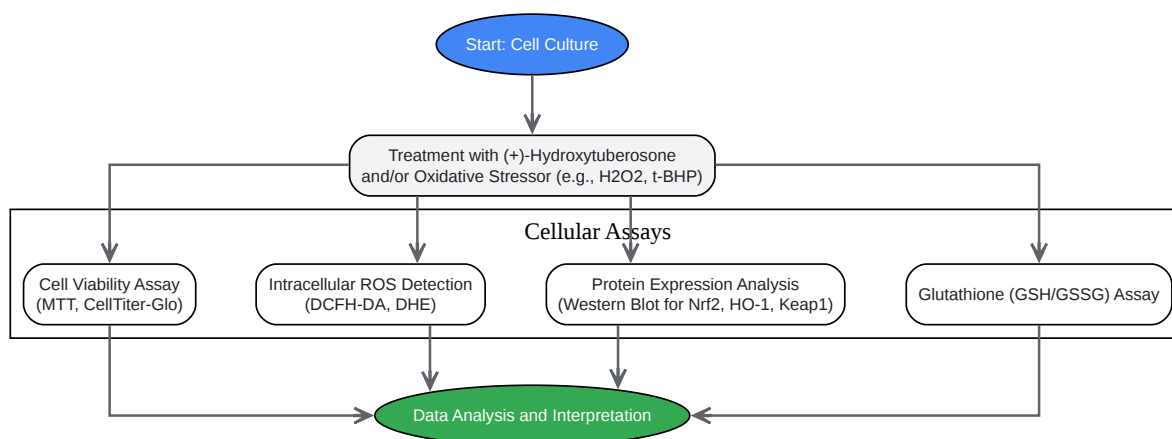 Start: Cell Culture
Treatment with (+)-Hydroxytuberosone
and/or Oxidative Stressor (e.g., H2O2, t-BHP)
Cellular Assays
Cell Viability Assay
(MTT, CellTiter-Glo)
Intracellular ROS Detection
(DCFH-DA, DHE)
Protein Expression Analysis
(Western Blot for Nrf2, HO-1, Keap1)
Glutathione (GSH/GSSG) Assay
Data Analysis and Interpretation